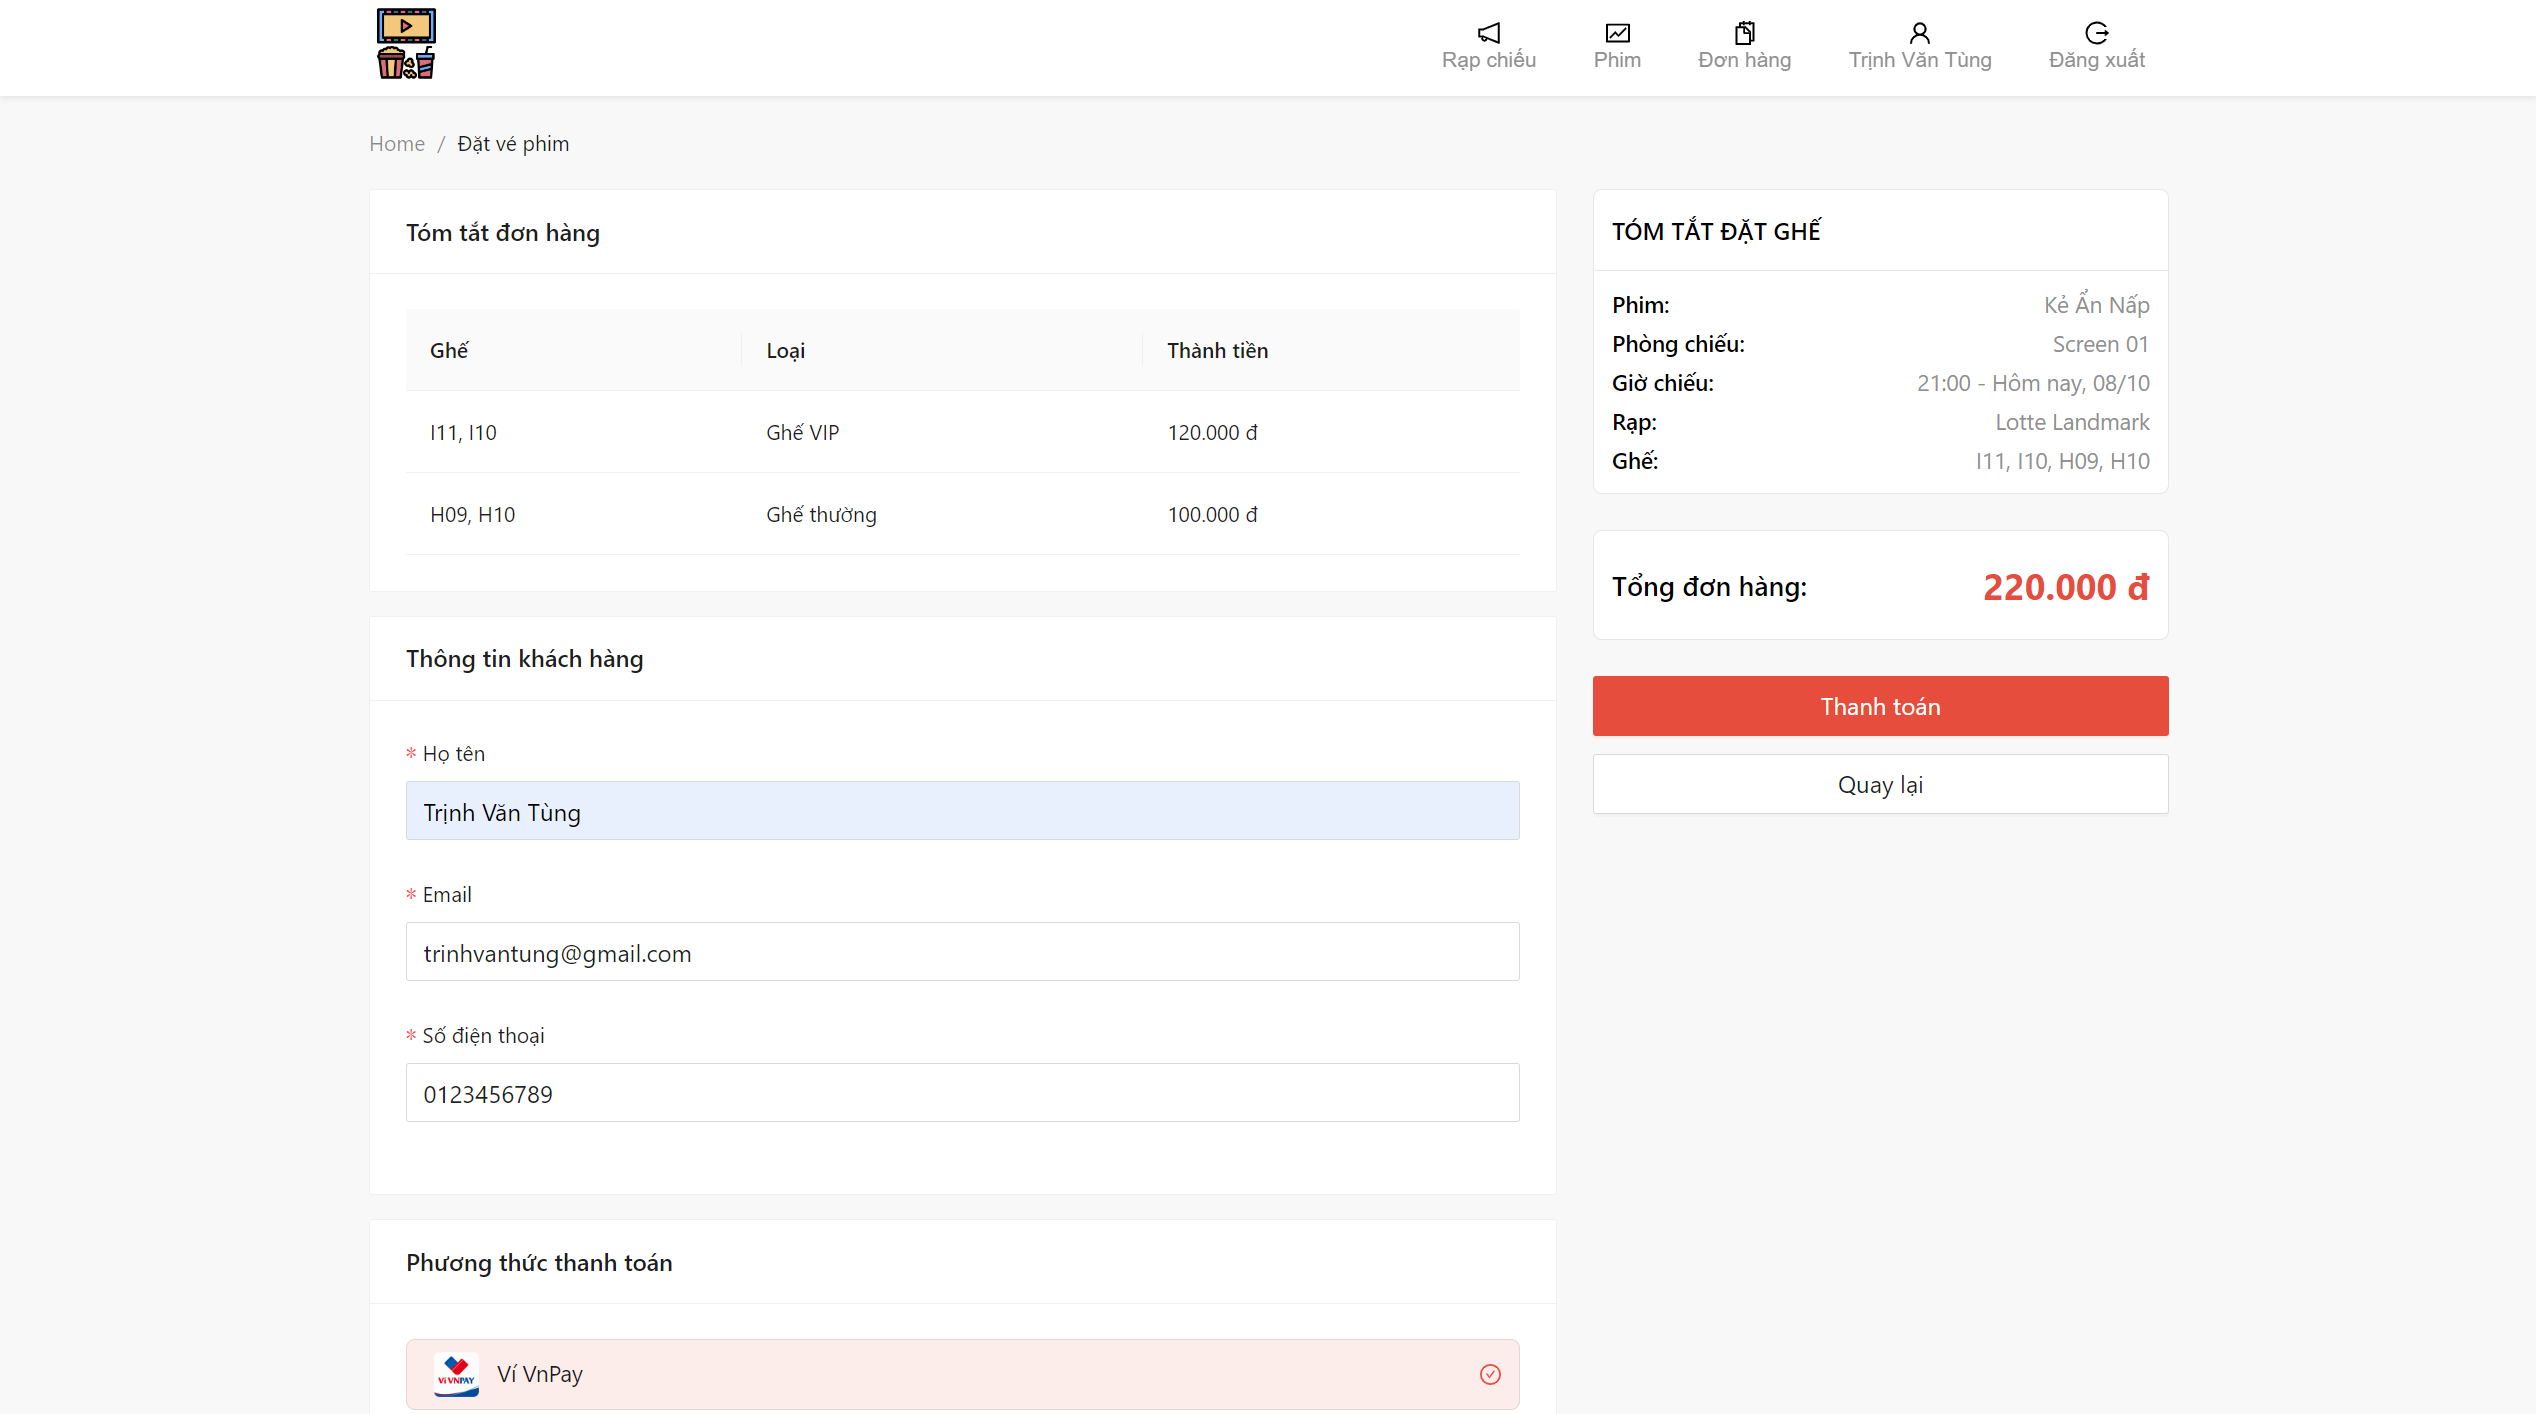 Rạp chiếu
Phim
Đơn hàng
Trịnh Văn Tùng
Đăng xuất
Home / Đặt vé phim
Tóm tắt đơn hàng
Ghế Loại Thành tiền
I11, I10 Ghế VIP 120.000 đ
H09, H10 Ghế thường 100.000 đ
Thông tin khách hàng
* Họ tên
Trịnh Văn Tùng
* Email
trinhvantung@gmail.com
* Số điện thoại
0123456789
Phương thức thanh toán
Ví VNPAY
Ví VnPay
TÓM TẮT ĐẶT GHẾ
Phim: Kẻ Ẩn Nấp
Phòng chiếu: Screen 01
Giờ chiếu: 21:00 - Hôm nay, 08/10
Rạp: Lotte Landmark
Ghế: I11, I10, H09, H10
Tổng đơn hàng: 220.000 đ
Thanh toán
Quay lại